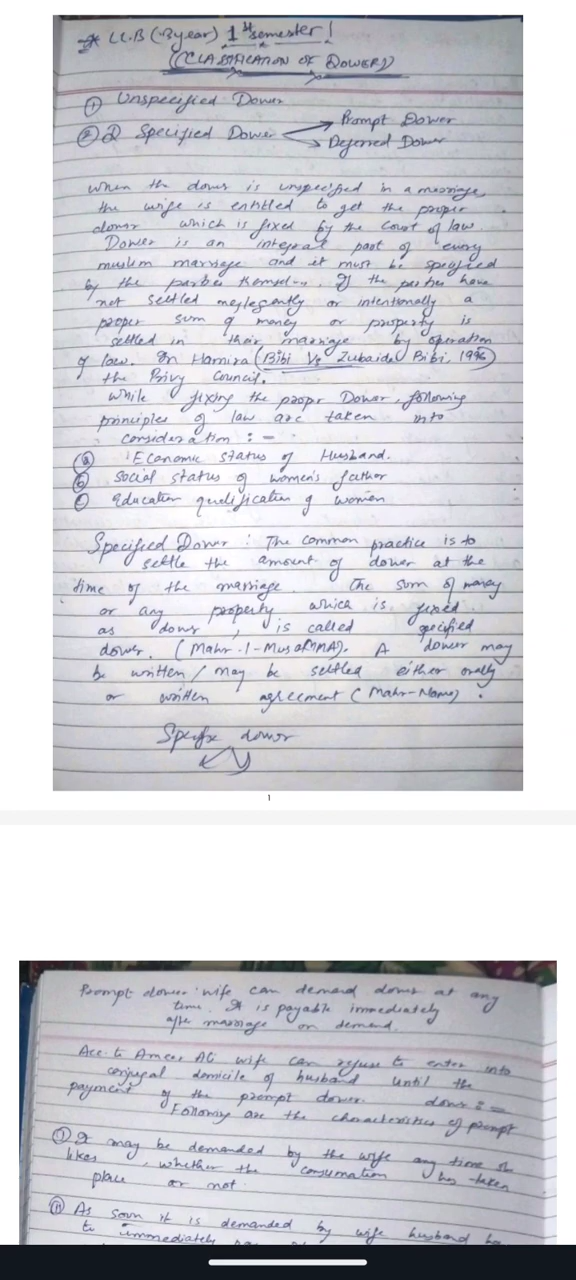 * LL.B (3year) 1st semester!
(CLASSIFICATION OF DOWER)
① Unspecified Dower
② Specified Dower → Prompt Dower
→ Deferred Dower
When the dower is unspecified in a marriage,
the wife is entitled to get the proper
dower which is fixed by the court of law.
Dower is an integral part of every
muslim marriage and it must be specified
by the parties themsel--. If the parties have
not settled neglegently or intentionally a
proper sum of money or property is
settled in their marriage by operation
of law. In Hamira (Bibi Vs Zubaida Bibi, 1996)
the Privy Council.
While fixing the proper Dower, following
principles of law are taken into
consideration :-
ⓐ Economic status of Husband.
ⓑ Social status of women's father
ⓒ education qualification of women
Specified Dower : The common practice is to
settle the amount of dower at the
time of the marriage. The sum of money
or any property which is fixed
as dower, is called specified
dower. (Mahr-i-Musamma). A dower may
be written/may be settled either orally
or written agreement (Mahr-Nama).
dower
1
Prompt dower: wife can demand dower at any
time. It is payable immediately
after marriage on demand.
Acc. to Ameer Ali wife can refuse to enter into
conjugal domicile of husband until the
payment of the prompt dower. dower :-
Following are the characteristics of prompt
① It may be demanded by the wife any time she
likes, whether the consumation has taken
place or not.
② As soon it is demanded by wife husband
to immediately